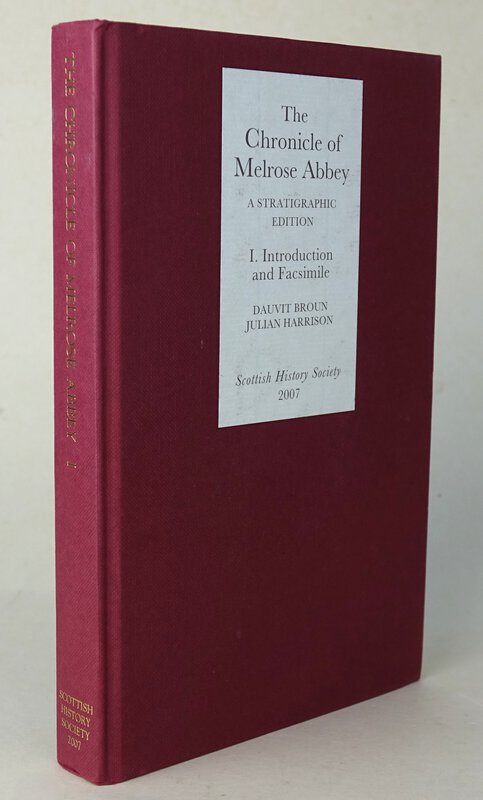 The
Chronicle of
Melrose Abbey
A STRATIGRAPHIC
EDITION
I. Introduction
and Facsimile
DAUVIT BROUN
JULIAN HARRISON
Scottish History Society
2007
THE CHRONICLE OF MELROSE ABBEY I
SCOTTISH
HISTORY
SOCIETY
2007